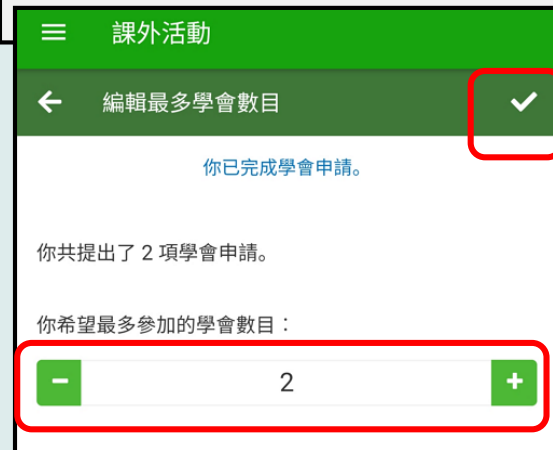 課外活動
編輯最多學會數目
你已完成學會申請。
你共提出了 2 項學會申請。
你希望最多參加的學會數目：
2